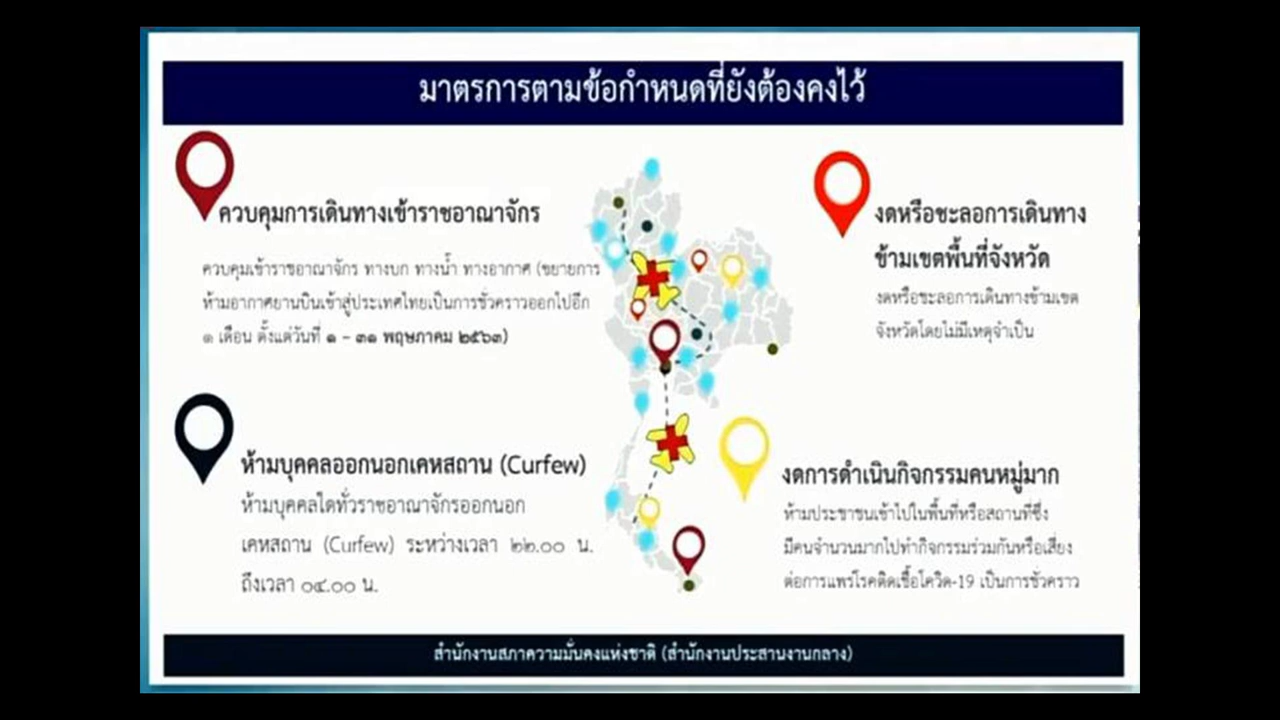 มาตรการตามข้อกำหนดที่ยังต้องคงไว้
ควบคุมการเดินทางเข้าราชอาณาจักร
ควบคุมเข้าราชอาณาจักร ทางบก ทางน้ำ ทางอากาศ (ขยายการ
ห้ามอากาศยานบินเข้าสู่ประเทศไทยเป็นการชั่วคราวออกไปอีก
๑ เดือน ตั้งแต่วันที่ ๑ - ๓๑ พฤษภาคม ๒๕๖๓)
งดหรือชะลอการเดินทาง
ข้ามเขตพื้นที่จังหวัด
งดหรือชะลอการเดินทางข้ามเขต
จังหวัดโดยไม่มีเหตุจำเป็น
ห้ามบุคคลออกนอกเคหสถาน (Curfew)
ห้ามบุคคลใดทั่วราชอาณาจักรออกนอก
เคหสถาน (Curfew) ระหว่างเวลา ๒๒.๐๐ น.
ถึงเวลา ๐๔.๐๐ น.
งดการดำเนินกิจกรรมคนหมู่มาก
ห้ามประชาชนเข้าไปในพื้นที่หรือสถานที่ซึ่ง
มีคนจำนวนมากไปทำกิจกรรมร่วมกันหรือเสี่ยง
ต่อการแพร่โรคติดเชื้อโควิด-19 เป็นการชั่วคราว
สำนักงานสภาความมั่นคงแห่งชาติ (สำนักงานประสานงานกลาง)